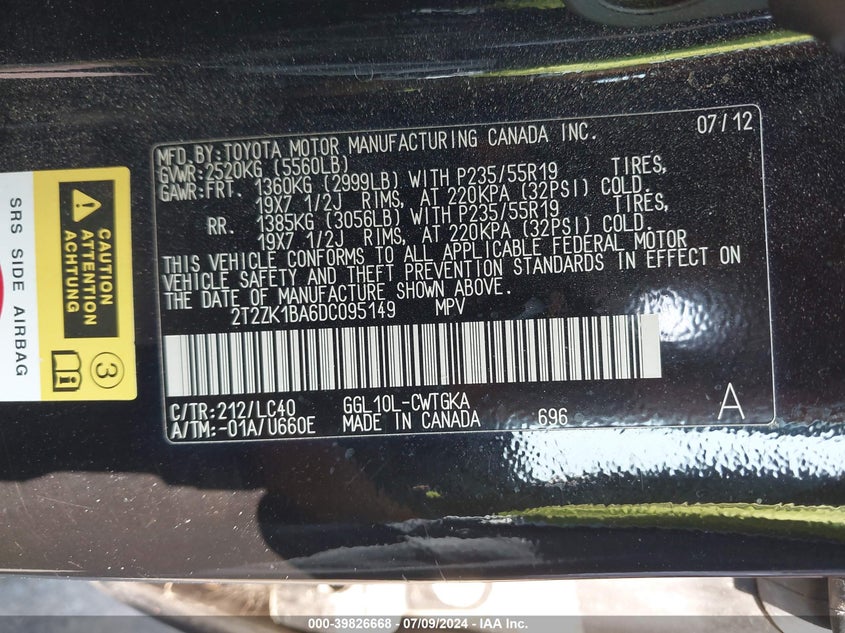 MFD.BY:TOYOTA MOTOR MANUFACTURING CANADA INC. 07/12
GVWR:2520KG (5560LB)
GAWR:FRT. 1360KG (2999LB) WITH P235/55R19 TIRES,
19X7 1/2J RIMS, AT 220KPA (32PSI) COLD.
RR. 1385KG (3056LB) WITH P235/55R19 TIRES,
19X7 1/2J RIMS, AT 220KPA (32PSI) COLD.
THIS VEHICLE CONFORMS TO ALL APPLICABLE FEDERAL MOTOR
VEHICLE SAFETY AND THEFT PREVENTION STANDARDS IN EFFECT ON
THE DATE OF MANUFACTURE SHOWN ABOVE.
2T2ZK1BA6DC095149 MPV
C/TR:212/LC40 GGL10L-CWTGKA
A/TM:-01A/U660E MADE IN CANADA 696 A
CAUTION
ATTENTION
ACHTUNG
3
SRS SIDE AIRBAG
000-39826668 - 07/09/2024 - IAA Inc.